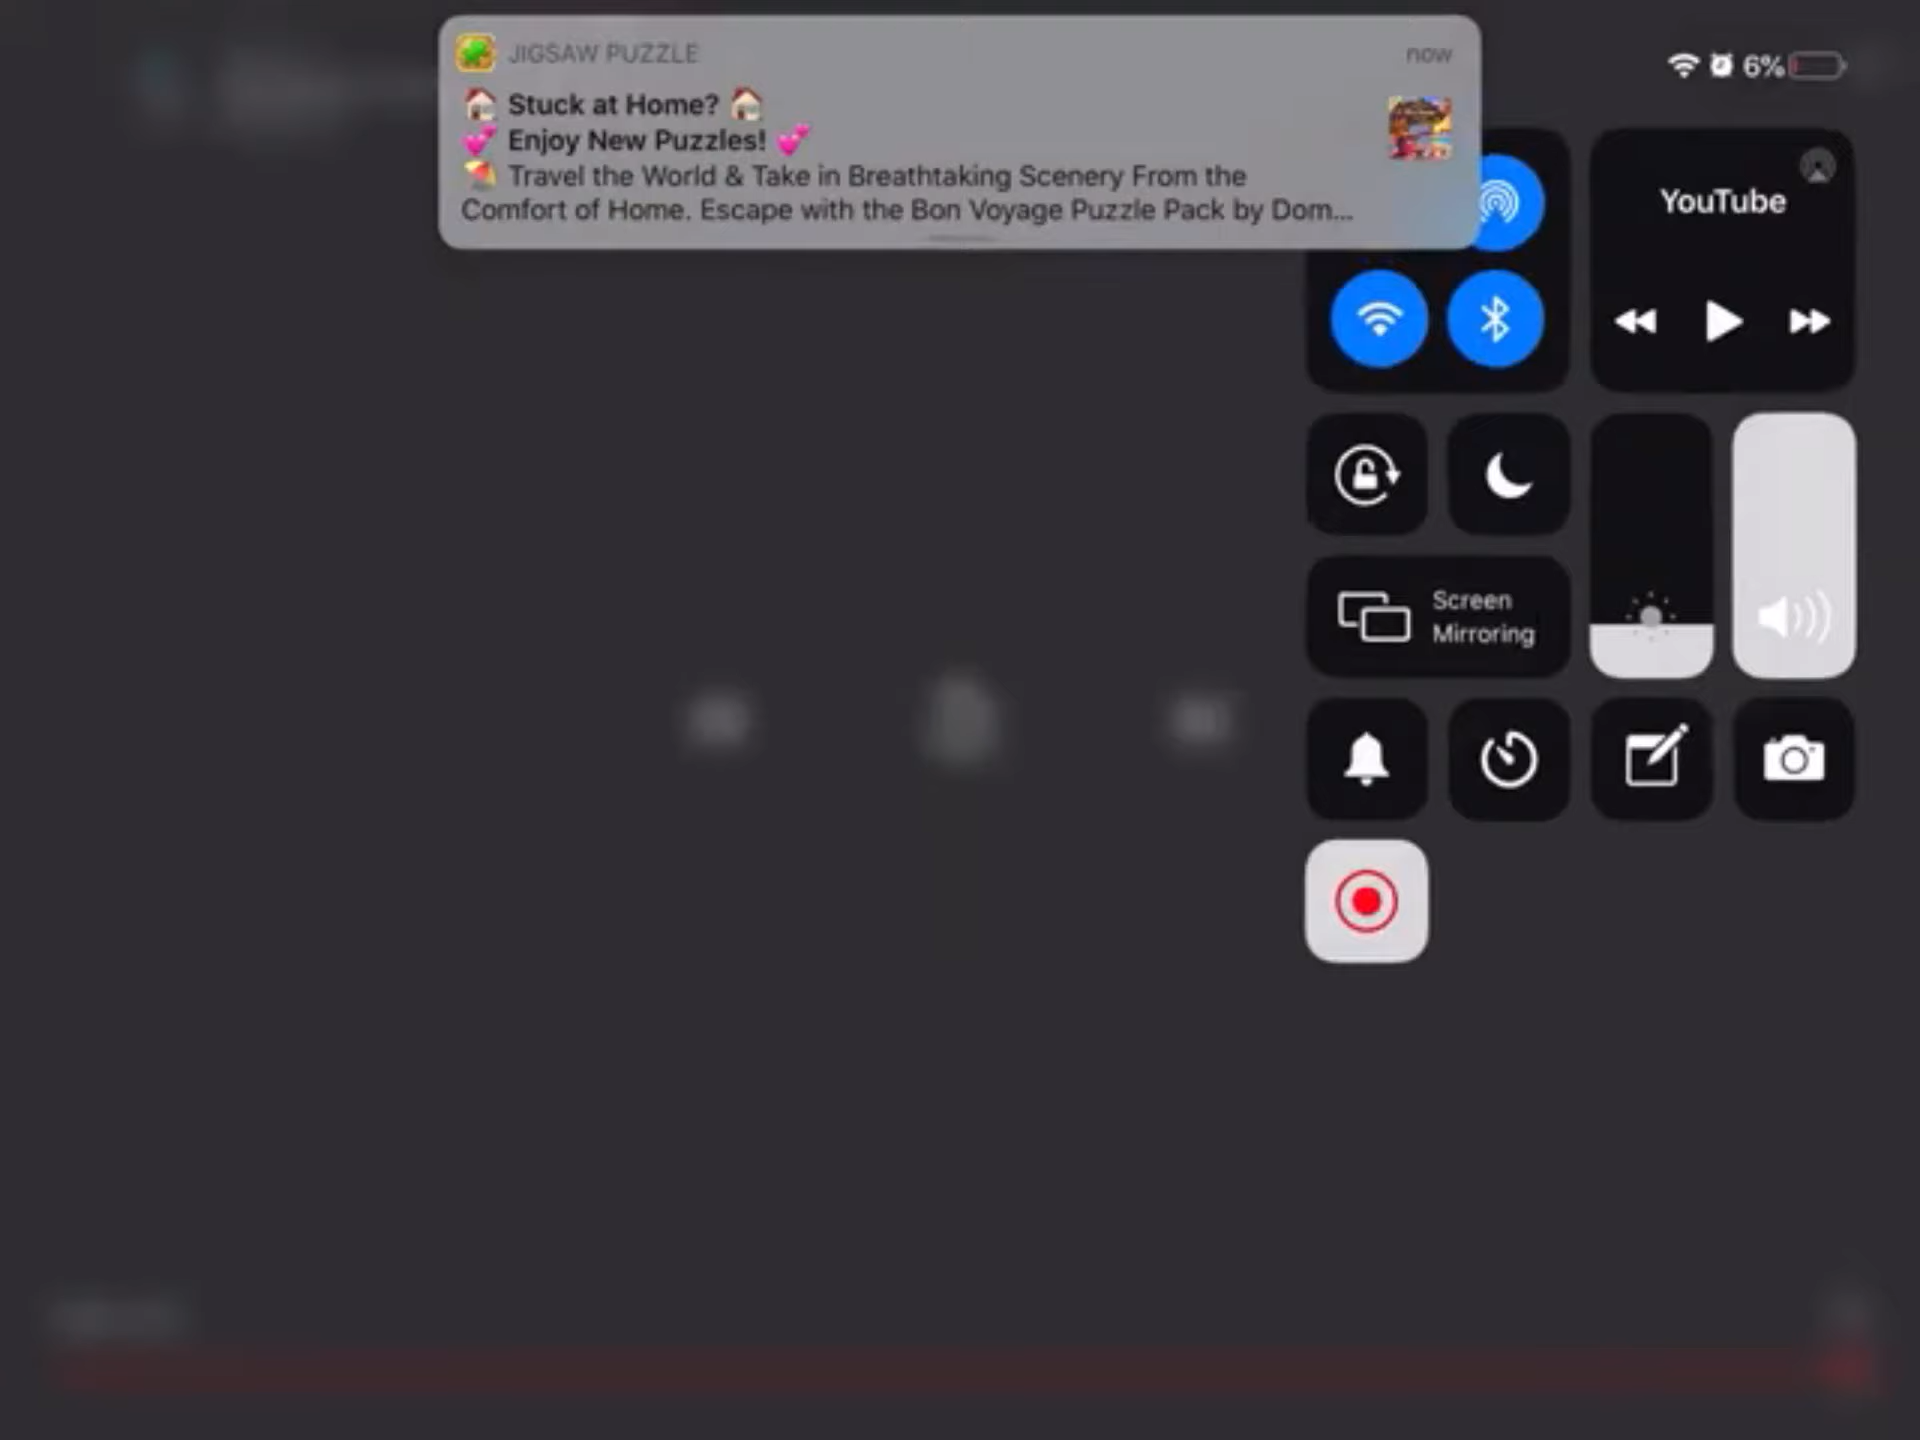 JIGSAW PUZZLE
now
🏠 Stuck at Home? 🏠
💕 Enjoy New Puzzles! 💕
⛱️ Travel the World & Take in Breathtaking Scenery From the
Comfort of Home. Escape with the Bon Voyage Puzzle Pack by Dom...
6%
YouTube
Screen
Mirroring